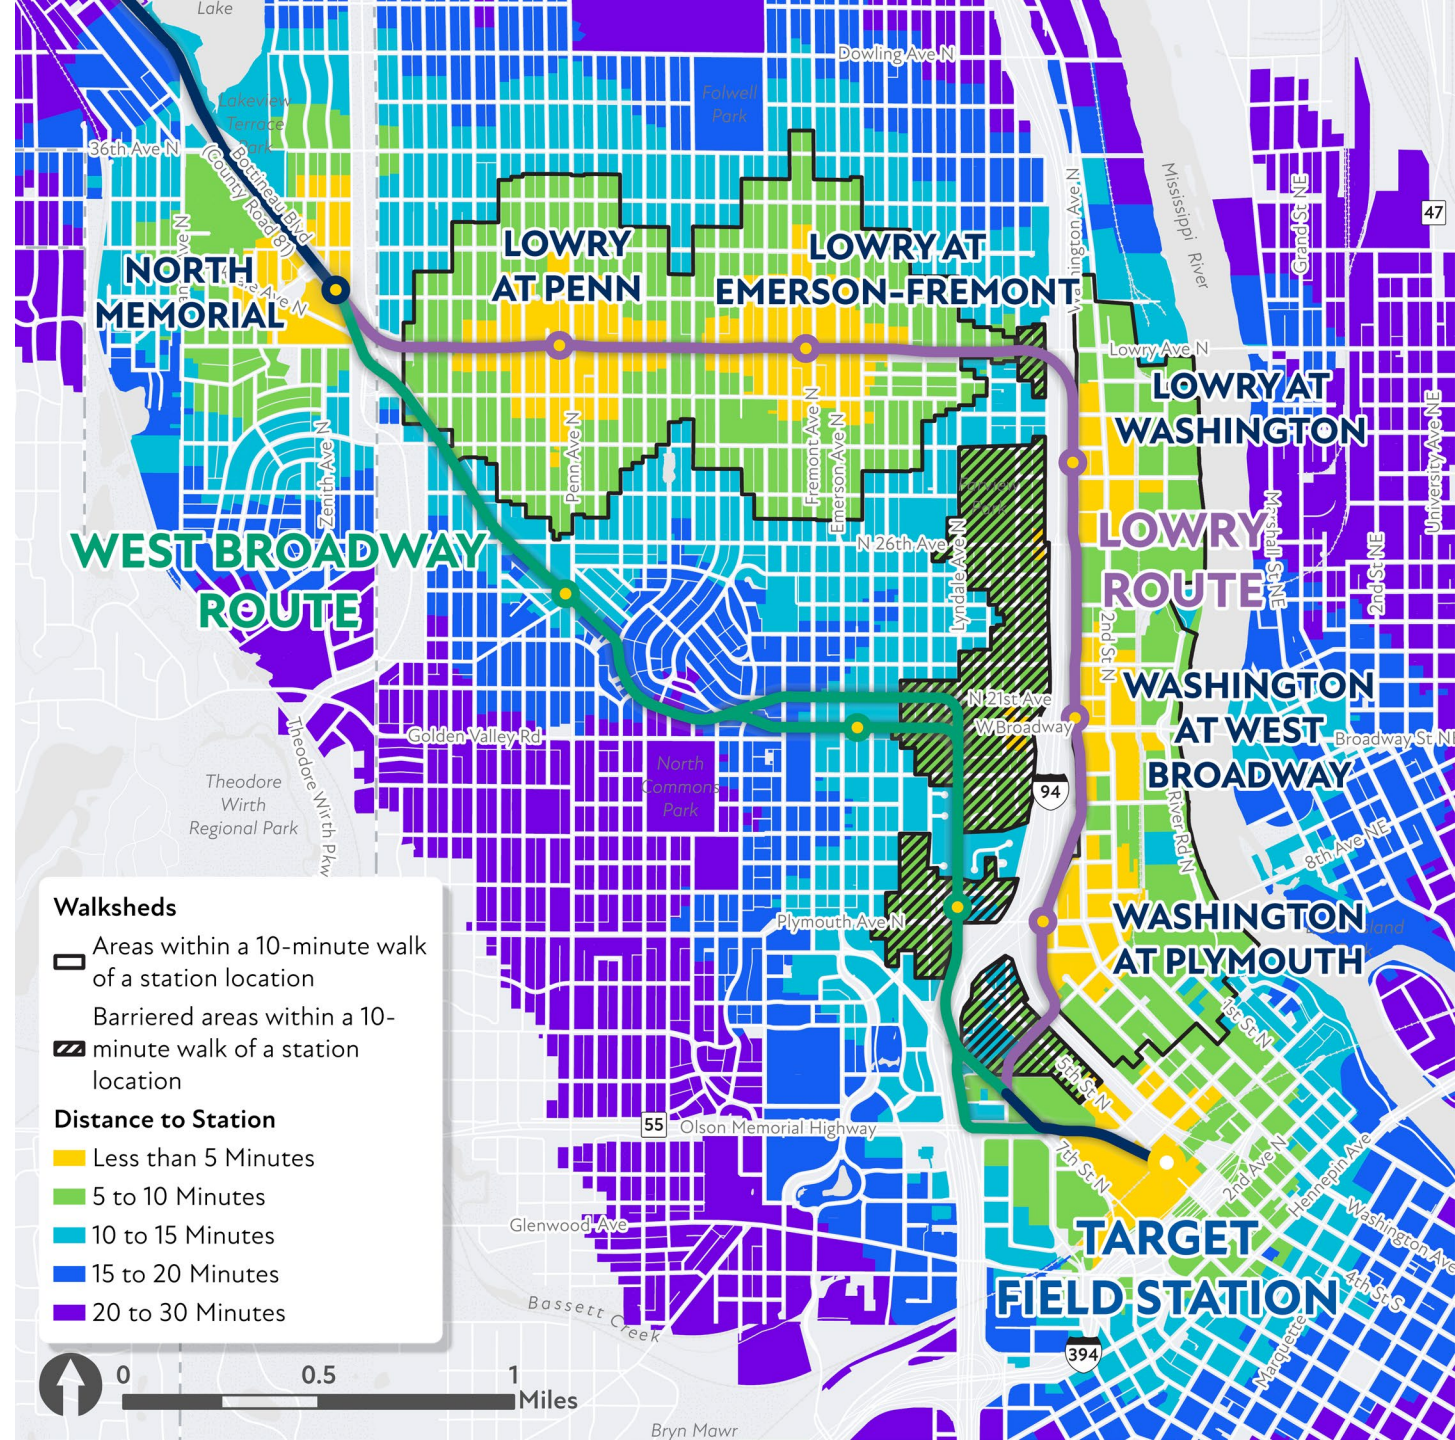 Lake
Dowling Ave N
Lakeview
Terrace
Park
Folwell
Park
36th Ave N
Bottineau Blvd
(County Road 81)
Mississippi River
Grand St NE
47
Washington Ave N
NORTH
MEMORIAL
LOWRY
AT PENN
LOWRY AT
EMERSON–FREMONT
Lowry Ave N
LOWRY AT
WASHINGTON
Zenith Ave N
Penn Ave N
Fremont Ave N
Emerson Ave N
University Ave NE
Marshall St NE
2nd St NE
N 26th Ave
Lyndale Ave N
WEST BROADWAY
ROUTE
LOWRY
ROUTE
2nd St N
N 21st Ave
W Broadway
WASHINGTON
AT WEST
BROADWAY
Broadway St NE
Golden Valley Rd
Theodore
Wirth
Regional Park
Theodore Wirth Pkwy
North
Commons
Park
94
River Rd N
8th Ave NE
Plymouth Ave N
WASHINGTON
AT PLYMOUTH
Island
1st St N
5th St N
55
Olson Memorial Highway
7th St N
2nd Ave N
Hennepin Ave
Washington Ave
4th St S
Glenwood Ave
TARGET
FIELD STATION
Bassett Creek
394
Marquette
Bryn Mawr
Walksheds
Areas within a 10-minute walk
of a station location
Barriered areas within a 10-
minute walk of a station
location
Distance to Station
Less than 5 Minutes
5 to 10 Minutes
10 to 15 Minutes
15 to 20 Minutes
20 to 30 Minutes
0 0.5 1
Miles